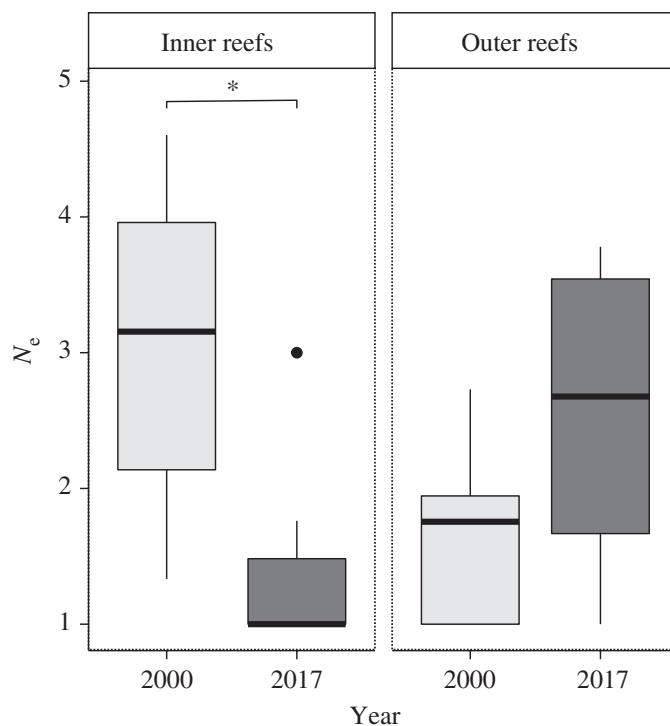 Inner reefs
Outer reefs
5
*
4
3
2
1
Nₑ
2000
2017
2000
2017
Year